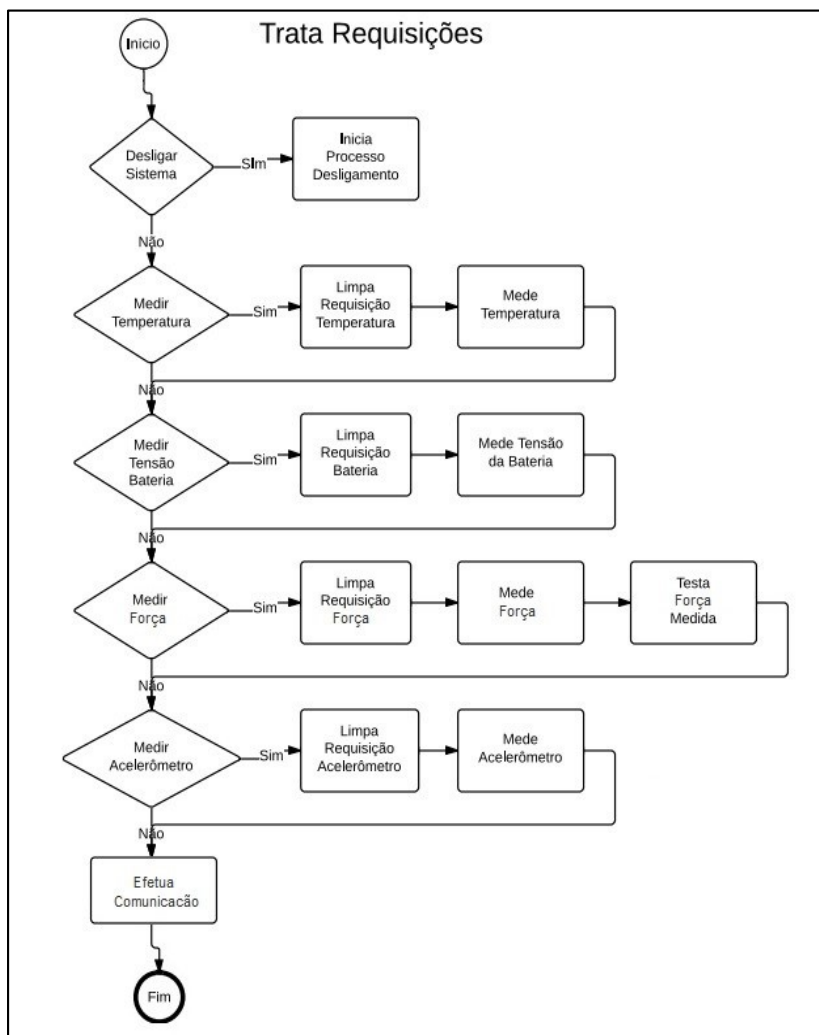 Trata Requisições
Início
Desligar
Sistema
SIm
Inicia
Processo
Desligamento
Não
Medir
Temperatura
Sim
Limpa
Requisição
Temperatura
Mede
Temperatura
Não
Medir
Tensão
Bateria
Sim
Limpa
Requisição
Bateria
Mede Tensão
da Bateria
Não
Medir
Força
Sim
Limpa
Requisição
Força
Mede
Força
Testa
Força
Medida
Não
Medir
Acelerômetro
Sim
Limpa
Requisição
Acelerômetro
Mede
Acelerômetro
Não
Efetua
Comunicacão
Fim